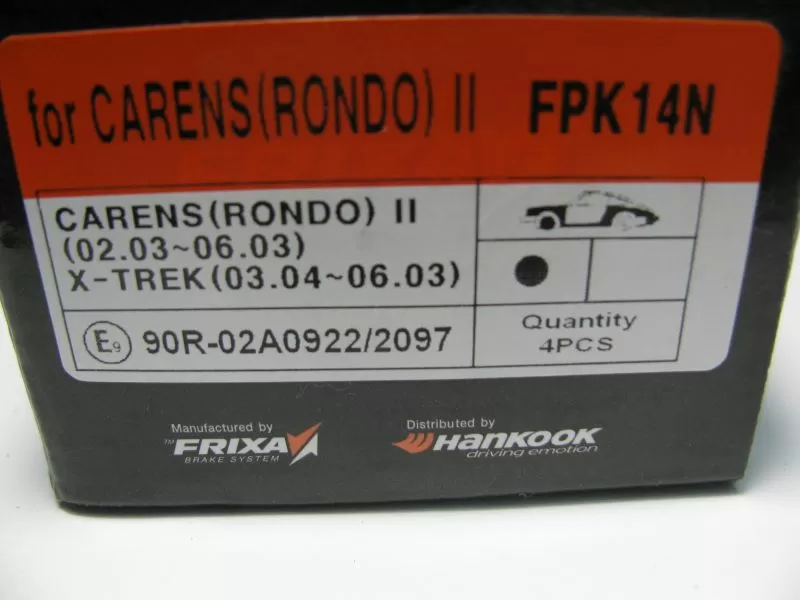 for CARENS(RONDO) II FPK14N
CARENS(RONDO) II
(02.03~06.03)
X-TREK(03.04~06.03)
E9 90R-02A0922/2097
Quantity
4PCS
Manufactured by
™FRIXA
BRAKE SYSTEM
Distributed by
HANKOOK
driving emotion